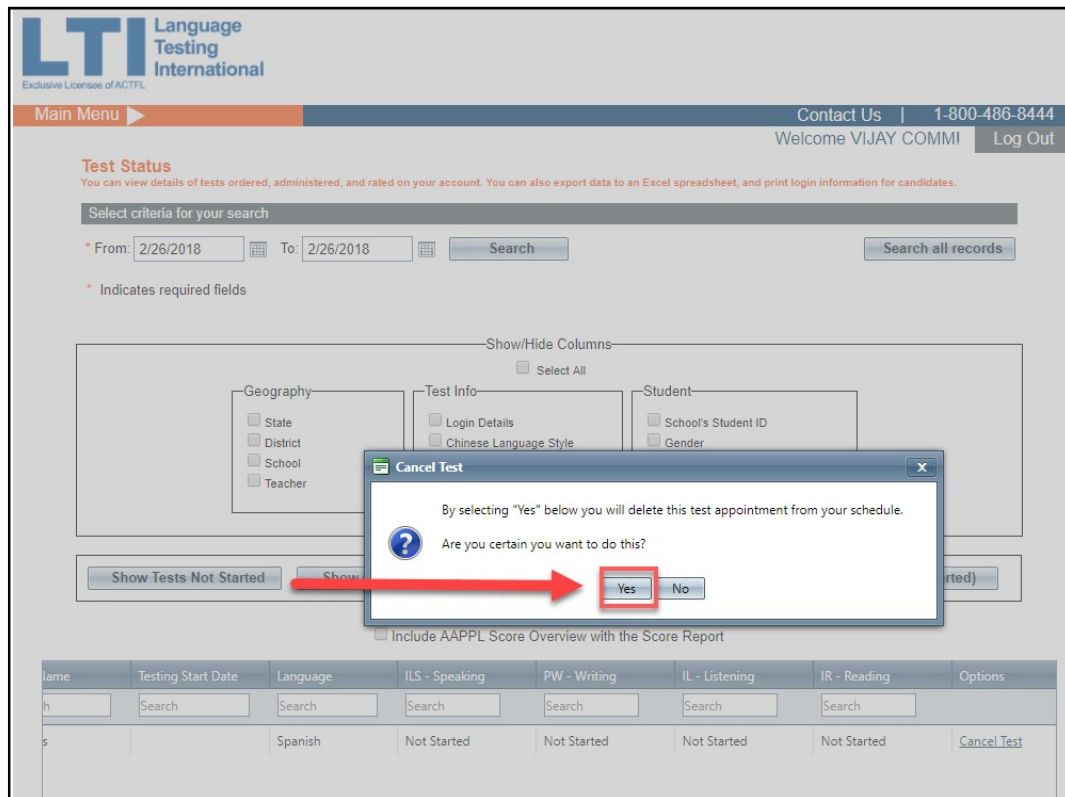 LTI
Language
Testing
International
Exclusive Licensee of ACTFL
Main Menu
Contact Us | 1-800-486-8444
Welcome VIJAY COMM! Log Out
Test Status
You can view details of tests ordered, administered, and rated on your account. You can also export data to an Excel spreadsheet, and print login information for candidates.
Select criteria for your search
* From: 2/26/2018 To: 2/26/2018 Search Search all records
* Indicates required fields
Show/Hide Columns
Select All
Geography Test Info Student
State Login Details School's Student ID
District Chinese Language Style Gender
School
Teacher
Cancel Test x
By selecting "Yes" below you will delete this test appointment from your schedule.
? Are you certain you want to do this?
Yes No
Show Tests Not Started Show rted)
Include AAPPL Score Overview with the Score Report
Name Testing Start Date Language ILS - Speaking PW - Writing IL - Listening IR - Reading Options
h Search Search Search Search Search Search
s Spanish Not Started Not Started Not Started Not Started Cancel Test